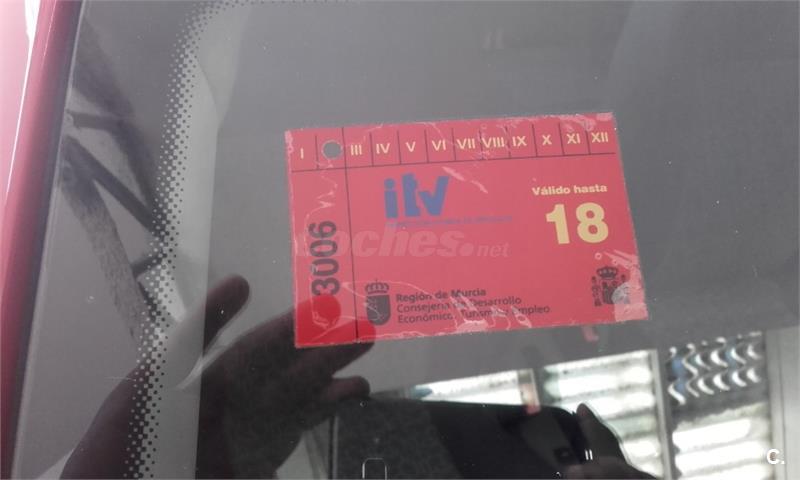 I III IV V VI VII VIII IX X XI XII
itv
Válido hasta
18
3006
coches.net
Región de Murcia
Consejería de Desarrollo
Económico, Turismo y Empleo
C.